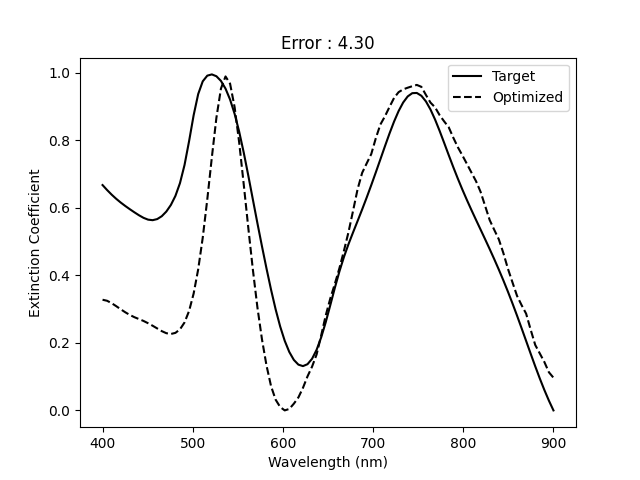 Error : 4.30
Target
Optimized
Extinction Coefficient
1.0
0.8
0.6
0.4
0.2
0.0
400 500 600 700 800 900
Wavelength (nm)